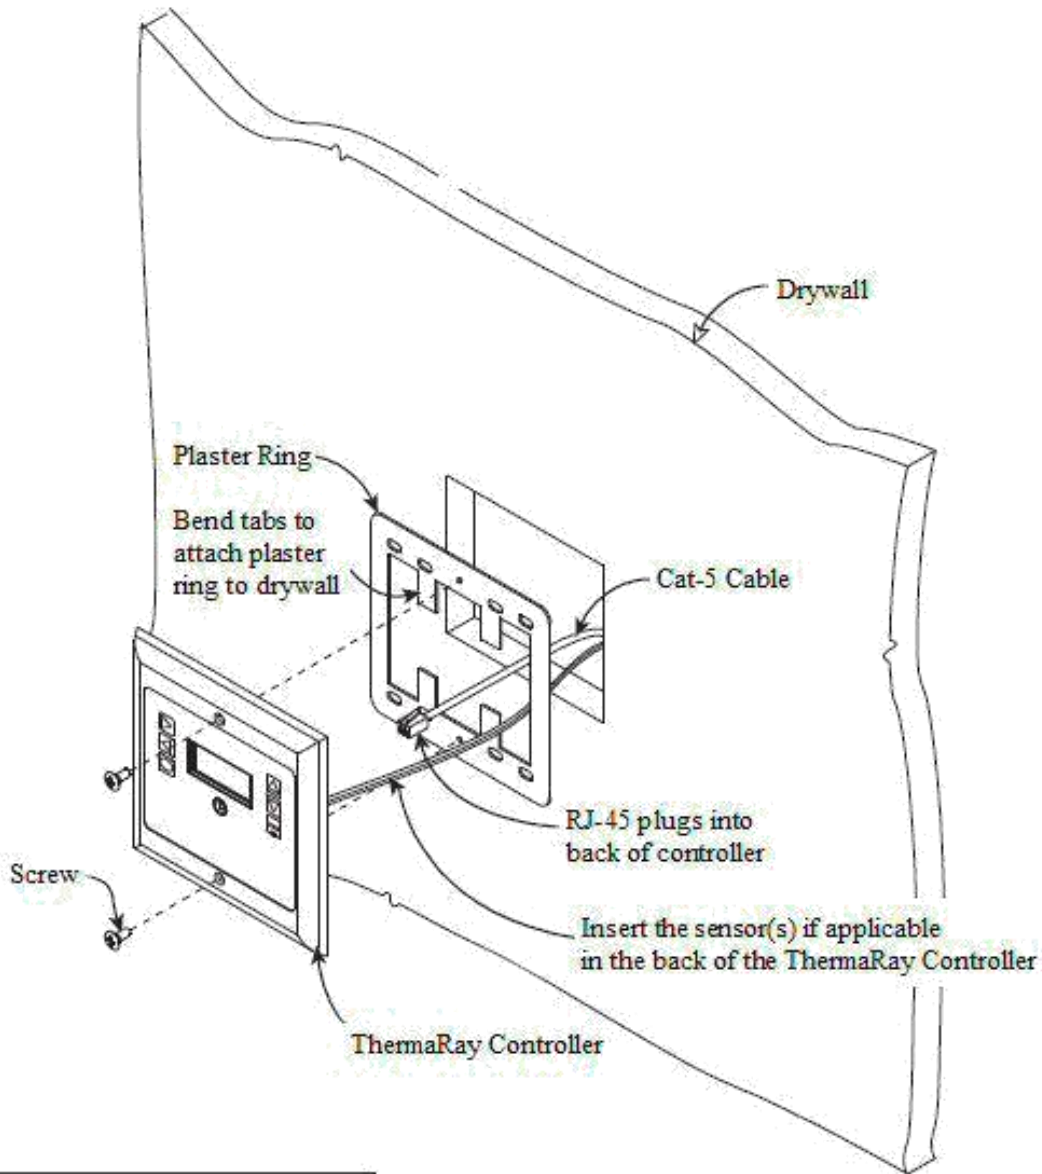 Drywall
Plaster Ring
Bend tabs to
attach plaster
ring to drywall
Cat-5 Cable
RJ-45 plugs into
back of controller
Screw
Insert the sensor(s) if applicable
in the back of the ThermaRay Controller
ThermaRay Controller